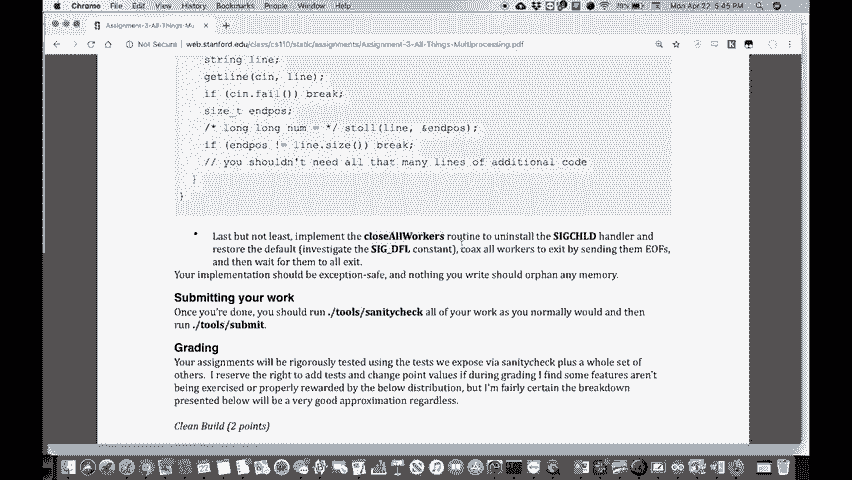 Chrome File Edit View History Bookmarks People Window Help
Mon Apr 22 5:45 PM
Assignment-3-All-Things-Mu
Not Secure | web.stanford.edu/class/cs110/static/assignments/Assignment-3-All-Things-Multiprocessing.pdf
string line;
getline(cin, line);
if (cin.fail()) break;
size_t endpos;
/* long long num = */ stoll(line, &endpos);
if (endpos != line.size()) break;
// you shouldn't need all that many lines of additional code
}
}
• Last but not least, implement the closeAllWorkers routine to uninstall the SIGCHLD handler and
restore the default (investigate the SIG_DFL constant), coax all workers to exit by sending them EOFs,
and then wait for them to all exit.
Your implementation should be exception-safe, and nothing you write should orphan any memory.
Submitting your work
Once you're done, you should run ./tools/sanitycheck all of your work as you normally would and then
run ./tools/submit.
Grading
Your assignments will be rigorously tested using the tests we expose via sanitycheck plus a whole set of
others. I reserve the right to add tests and change point values if during grading I find some features aren't
being exercised or properly rewarded by the below distribution, but I'm fairly certain the breakdown
presented below will be a very good approximation regardless.
Clean Build (2 points)